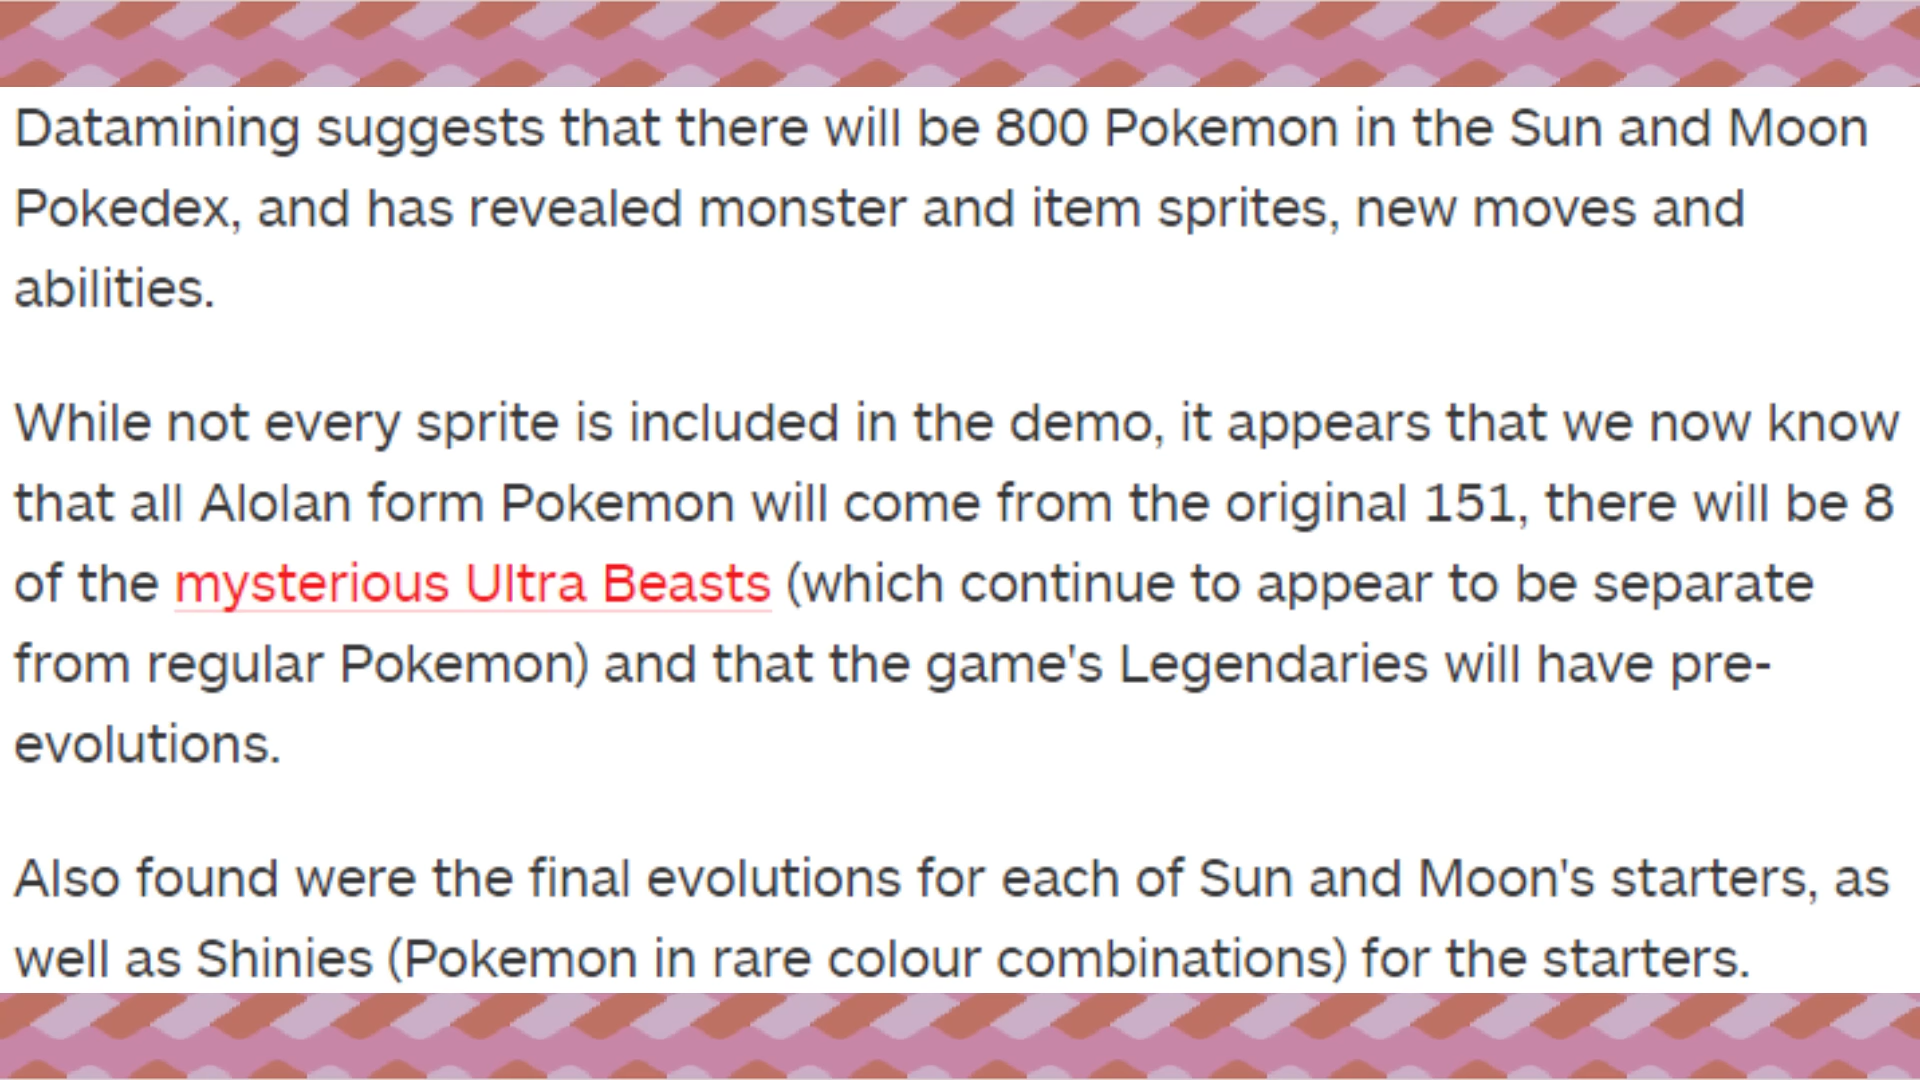 Datamining suggests that there will be 800 Pokemon in the Sun and Moon
Pokedex, and has revealed monster and item sprites, new moves and
abilities.
While not every sprite is included in the demo, it appears that we now know
that all Alolan form Pokemon will come from the original 151, there will be 8
of the mysterious Ultra Beasts (which continue to appear to be separate
from regular Pokemon) and that the game's Legendaries will have pre-
evolutions.
Also found were the final evolutions for each of Sun and Moon's starters, as
well as Shinies (Pokemon in rare colour combinations) for the starters.